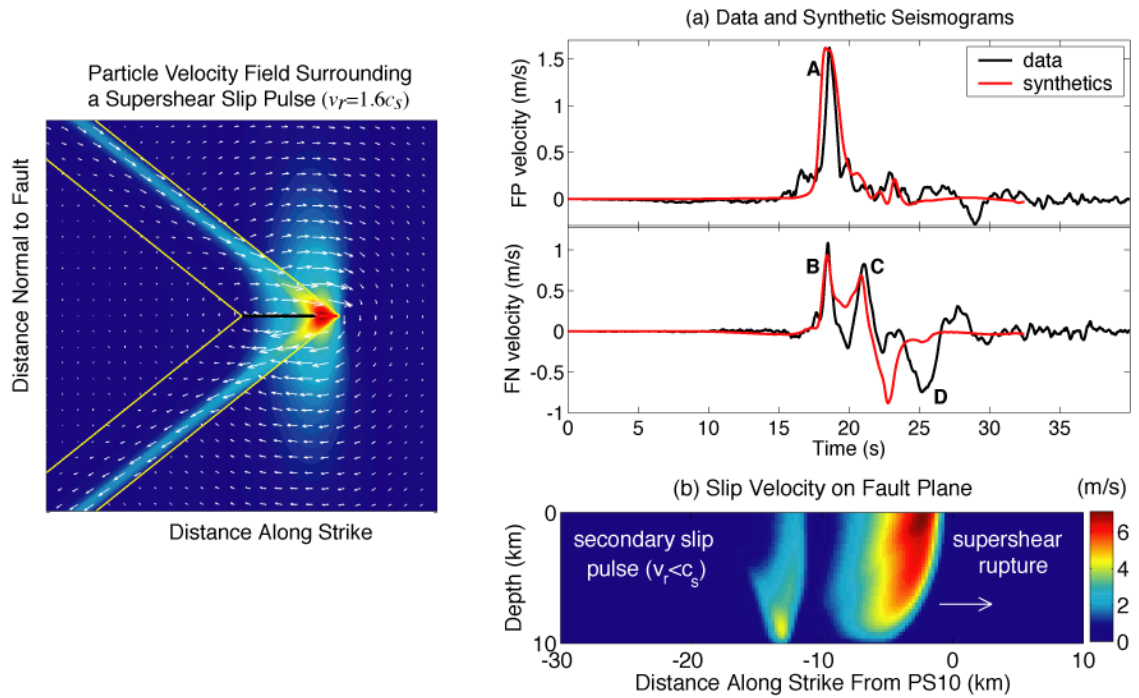 Particle Velocity Field Surrounding
a Supershear Slip Pulse (vr=1.6cs)
Distance Normal to Fault
Distance Along Strike
(a) Data and Synthetic Seismograms
FP velocity (m/s)
1.5
1
0.5
0
A
data
synthetics
FN velocity (m/s)
1
0.5
0
-0.5
-1
B
C
D
0 5 10 15 20 25 30 35
Time (s)
(b) Slip Velocity on Fault Plane
(m/s)
Depth (km)
0
10
secondary slip
pulse (vr<cs)
supershear
rupture
6
4
2
0
-30 -20 -10 0 10
Distance Along Strike From PS10 (km)